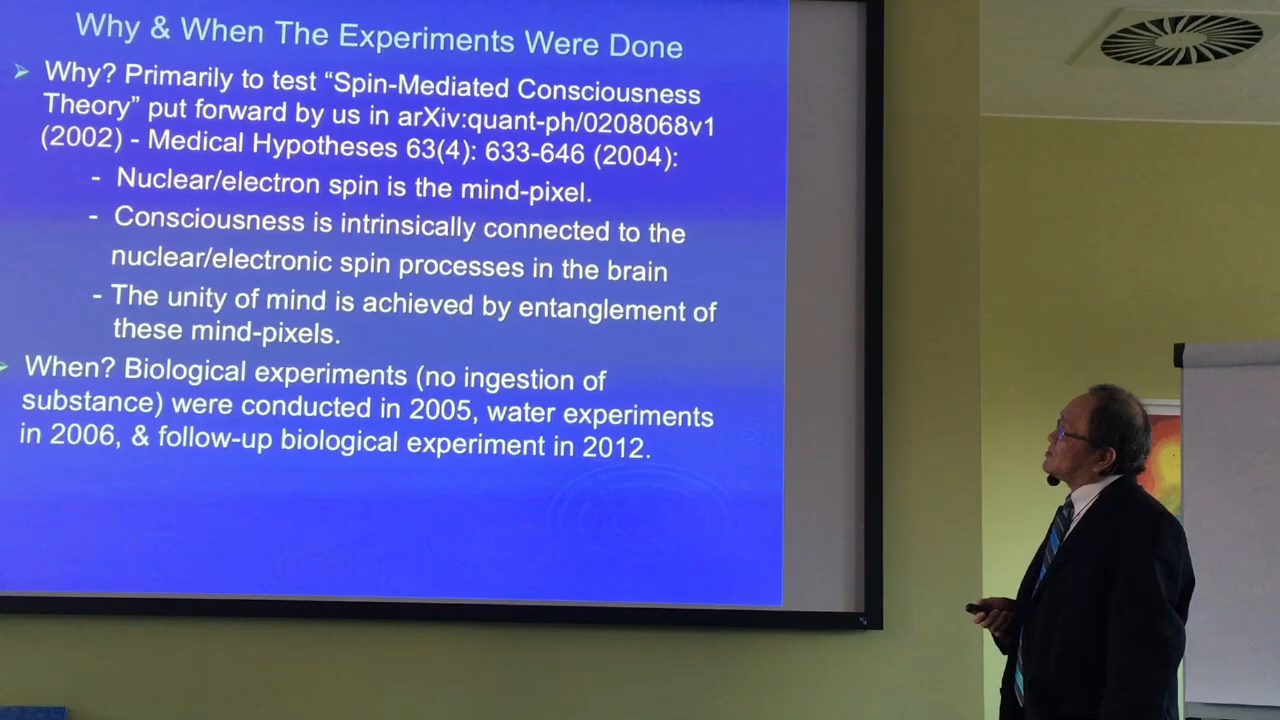 Why & When The Experiments Were Done
Why? Primarily to test “Spin-Mediated Consciousness
Theory” put forward by us in arXiv:quant-ph/0208068v1
(2002) - Medical Hypotheses 63(4): 633-646 (2004):
- Nuclear/electron spin is the mind-pixel.
- Consciousness is intrinsically connected to the
nuclear/electronic spin processes in the brain
- The unity of mind is achieved by entanglement of
these mind-pixels.
When? Biological experiments (no ingestion of
substance) were conducted in 2005, water experiments
in 2006, & follow-up biological experiment in 2012.